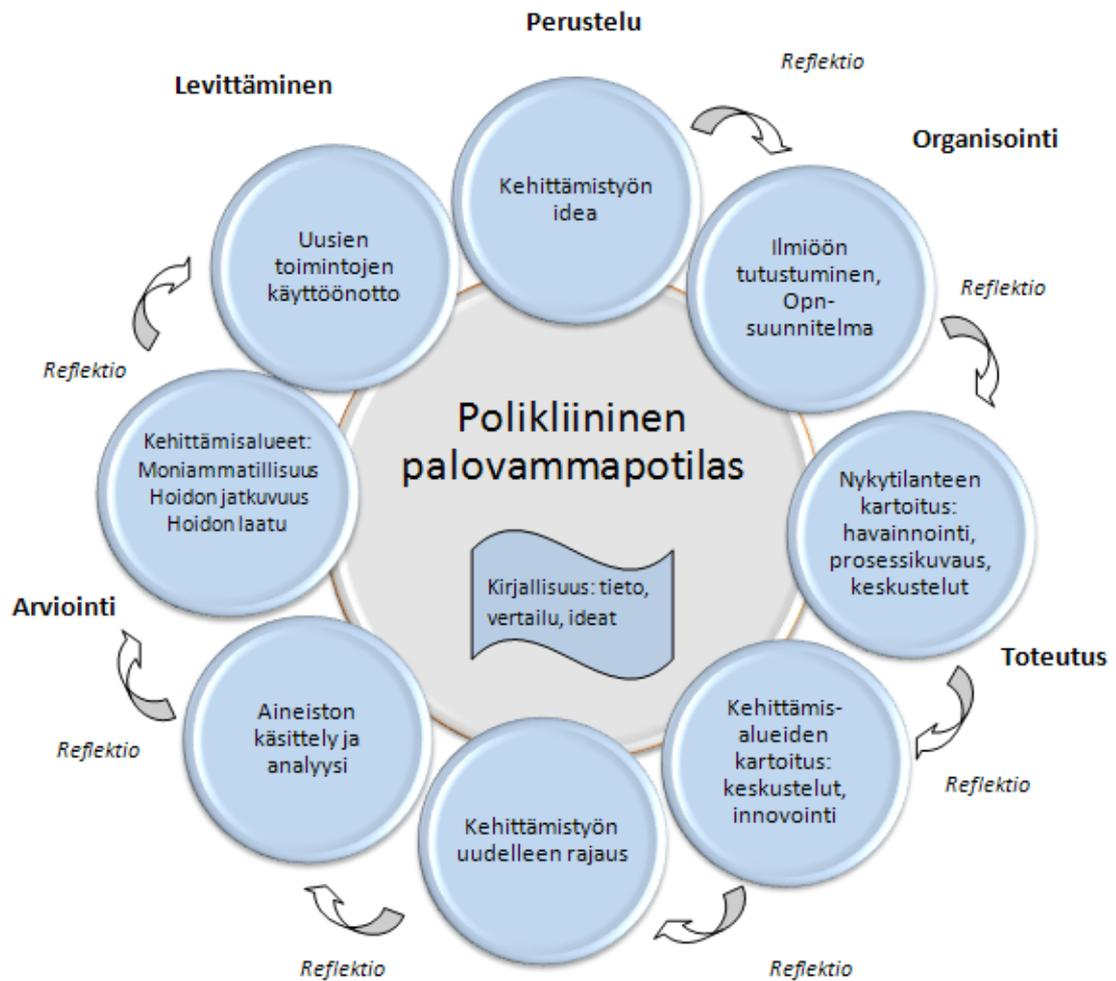 Perustelu
Reflektio
Levittäminen
Organisointi
Kehittämistyön
idea
Ilmiöön
tutustuminen,
Opn-
suunnitelma
Reflektio
Nykytilanteen
kartoitus:
havainnointi,
prosessikuvaus,
keskustelut
Toteutus
Reflektio
Kehittämis-
alueiden
kartoitus:
keskustelut,
innovointi
Reflektio
Kehittämistyön
uudelleen rajaus
Reflektio
Aineiston
käsittely ja
analyysi
Reflektio
Arviointi
Kehittämisalueet:
Moniammatillisuus
Hoidon jatkuvuus
Hoidon laatu
Reflektio
Uusien
toimintojen
käyttöönotto
Polikliininen
palovammapotilas
Kirjallisuus: tieto,
vertailu, ideat